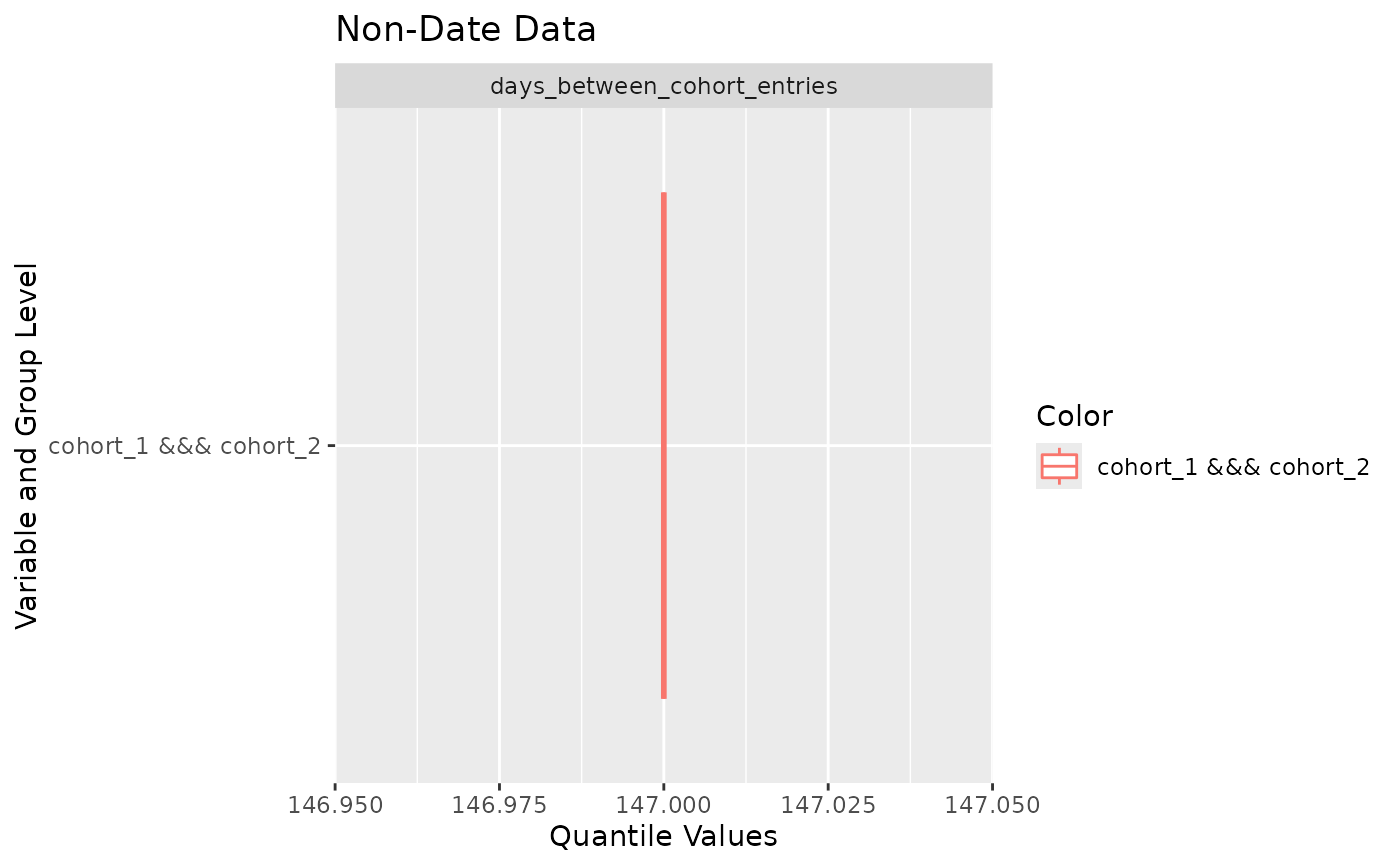 Non-Date Data
days_between_cohort_entries
Variable and Group Level
cohort_1 &&& cohort_2
146.950 146.975 147.000 147.025 147.050
Quantile Values
Color
cohort_1 &&& cohort_2